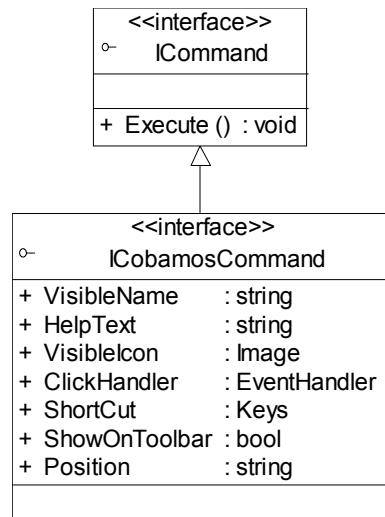 <<interface>>
ICommand
+ Execute () : void
<<interface>>
ICobamosCommand
+ VisibleName : string
+ HelpText : string
+ VisibleIcon : Image
+ ClickHandler : EventHandler
+ ShortCut : Keys
+ ShowOnToolbar : bool
+ Position : string